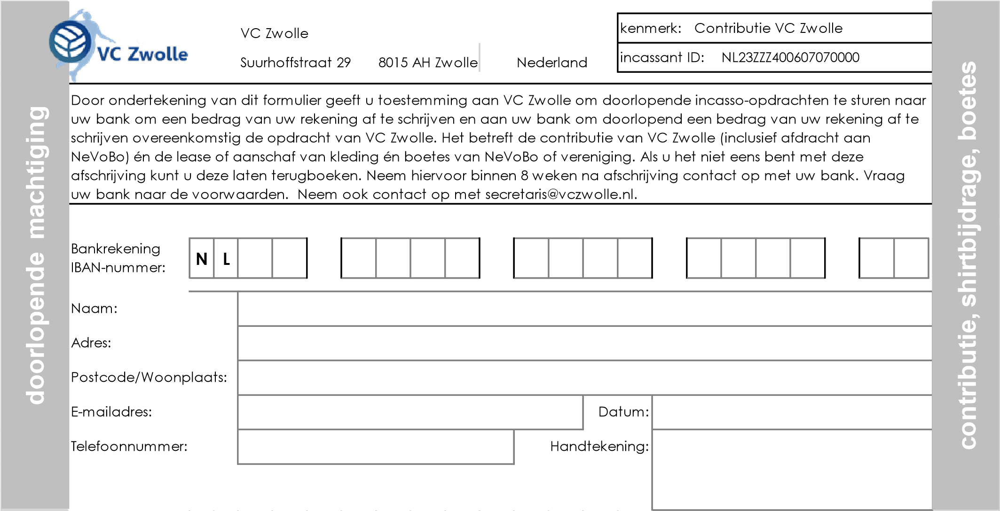 doorlopende machtiging
VC Zwolle
VC Zwolle
Suurhoffstraat 29 8015 AH Zwolle Nederland
kenmerk: Contributie VC Zwolle
incassant ID: NL23ZZZ400607070000
Door ondertekening van dit formulier geeft u toestemming aan VC Zwolle om doorlopende incasso-opdrachten te sturen naar
uw bank om een bedrag van uw rekening af te schrijven en aan uw bank om doorlopend een bedrag van uw rekening af te
schrijven overeenkomstig de opdracht van VC Zwolle. Het betreft de contributie van VC Zwolle (inclusief afdracht aan
NeVoBo) én de lease of aanschaf van kleding én boetes van NeVoBo of vereniging. Als u het niet eens bent met deze
afschrijving kunt u deze laten terugboeken. Neem hiervoor binnen 8 weken na afschrijving contact op met uw bank. Vraag
uw bank naar de voorwaarden. Neem ook contact op met secretaris@vczwolle.nl.
Bankrekening
IBAN-nummer:
N L
Naam:
Adres:
Postcode/Woonplaats:
E-mailadres:
Datum:
Telefoonnummer:
Handtekening:
contributie, shirtbijdrage, boetes